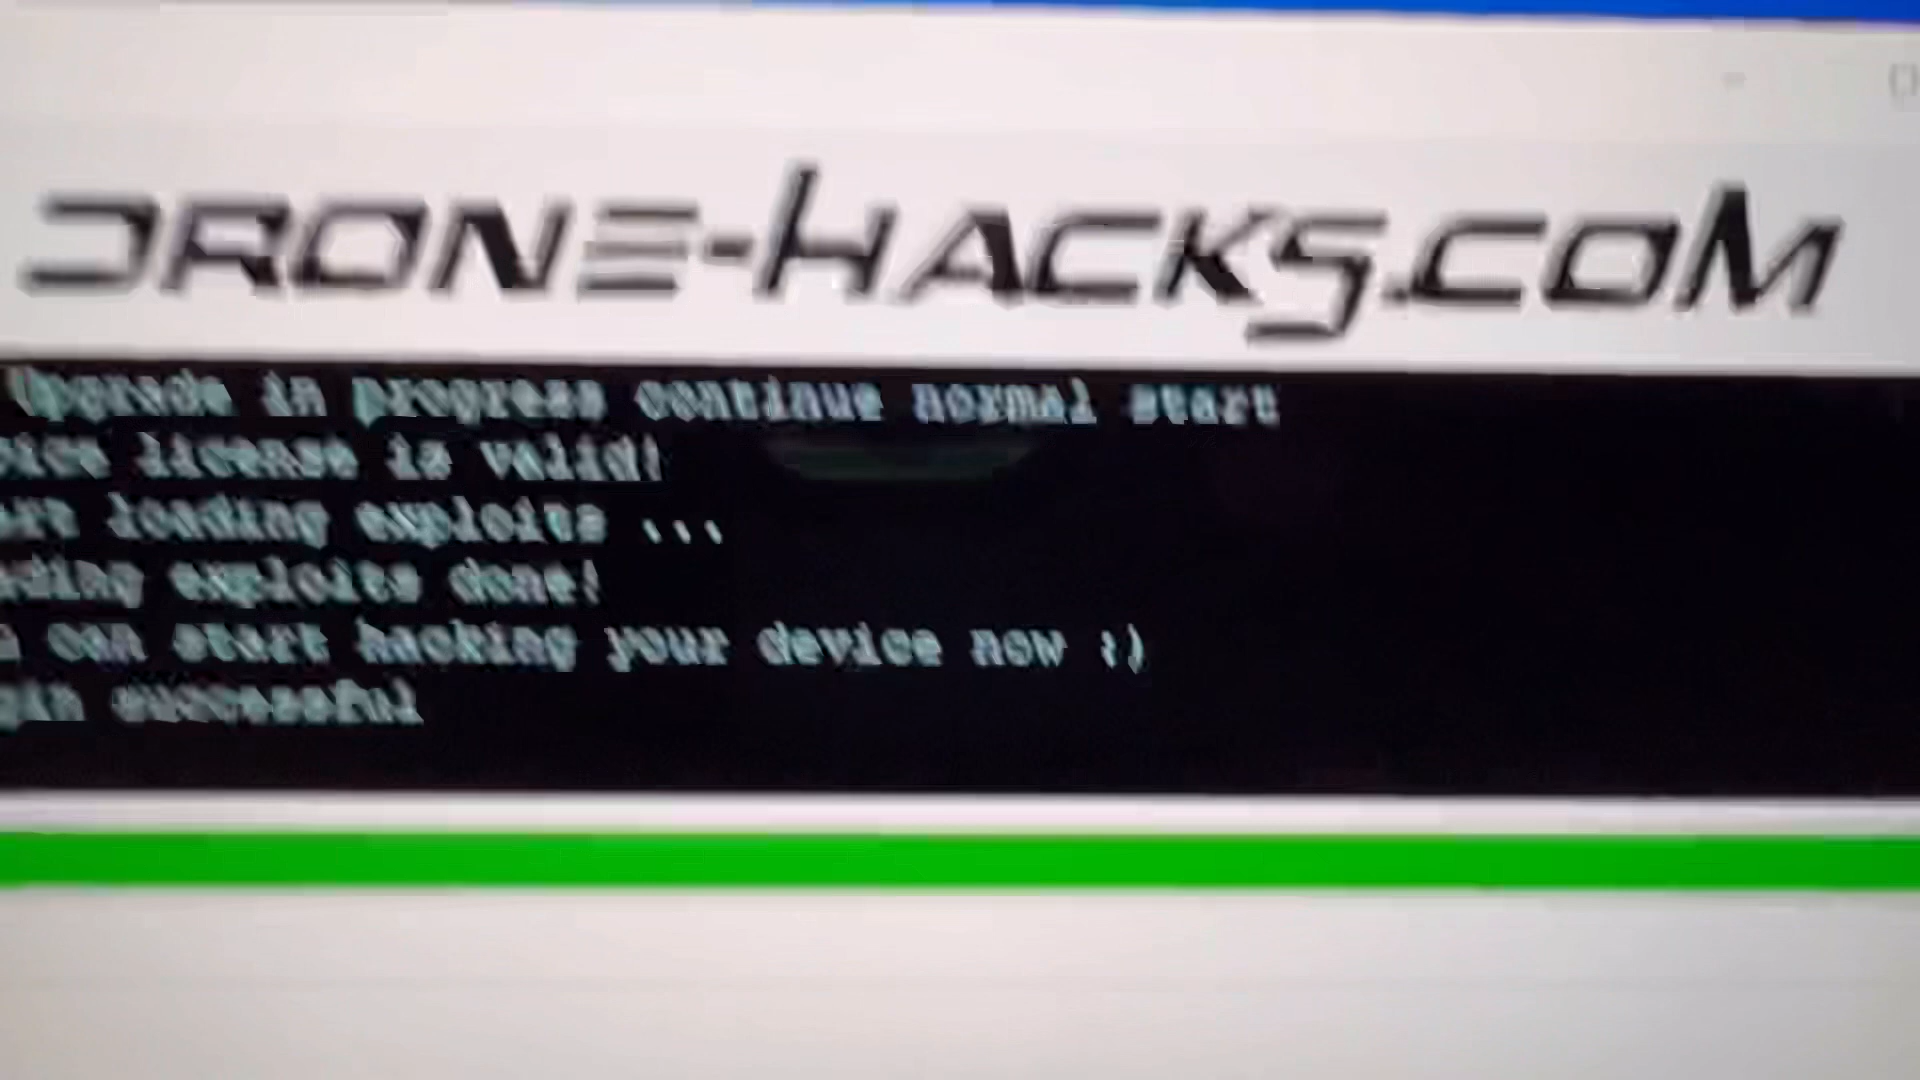 DRONE-HACKS.COM
Upgrade in progress continue normal start
license is valid!
loading exploits ...
exploits done!
can start hacking your device now :)
successful